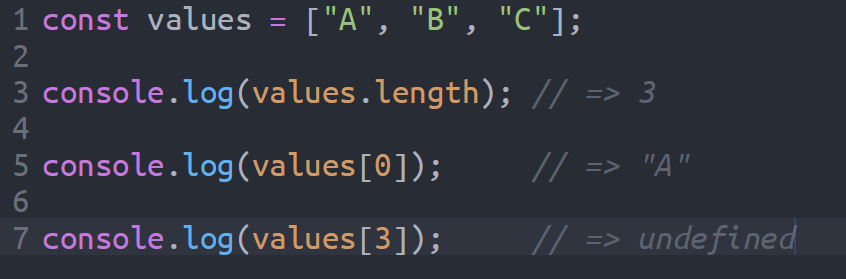 1 const values = ["A", "B", "C"];
2
3 console.log(values.length); // => 3
4
5 console.log(values[0]);     // => "A"
6
7 console.log(values[3]);     // => undefined